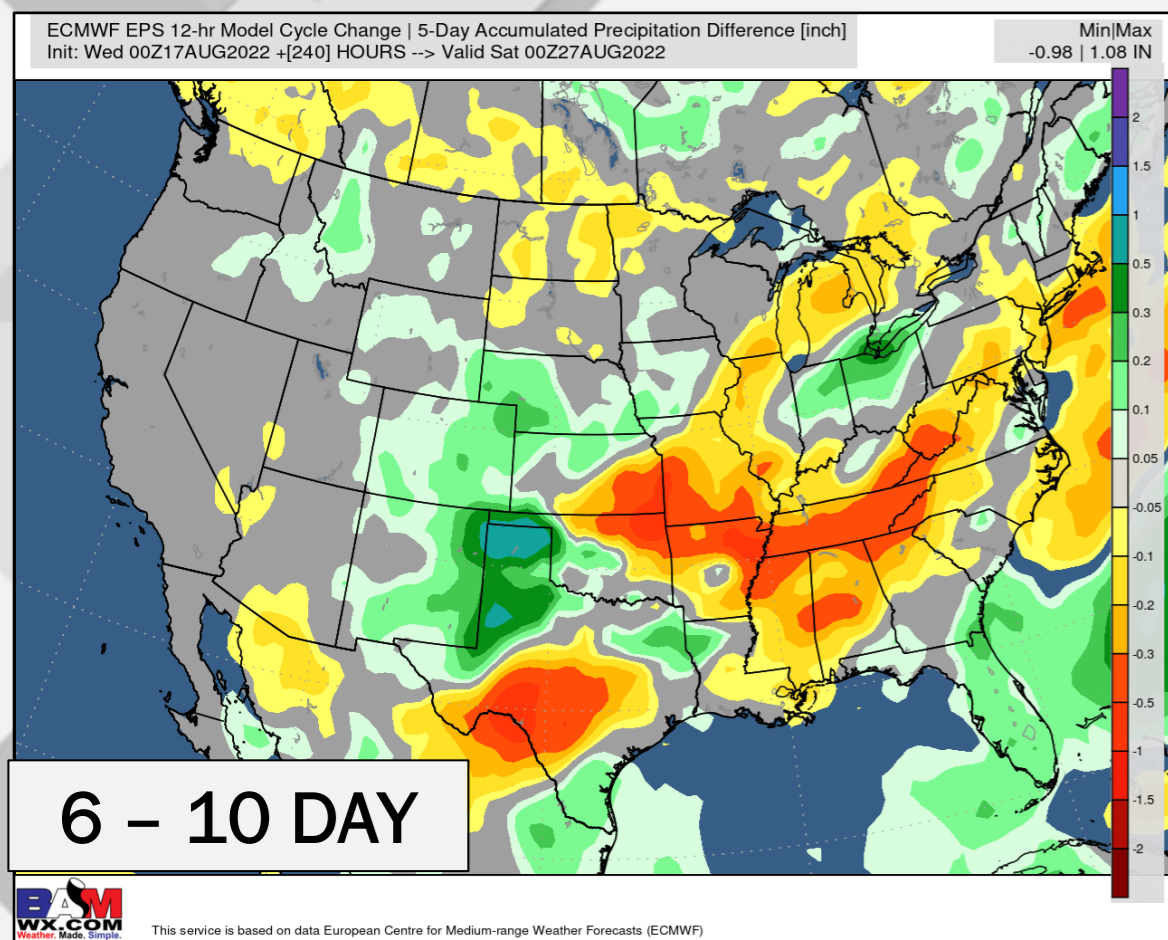 ECMWF EPS 12-hr Model Cycle Change | 5-Day Accumulated Precipitation Difference [inch]
Init: Wed 00Z17AUG2022 +[240] HOURS --> Valid Sat 00Z27AUG2022
Min|Max
-0.98 | 1.08 IN
2
1.5
1
0.5
0.3
0.2
0.1
0.05
-0.05
-0.1
-0.2
-0.3
-0.5
-1
-1.5
-2
6 – 10 DAY
BAM
WX.COM
Weather. Made. Simple.
This service is based on data European Centre for Medium-range Weather Forecasts (ECMWF)